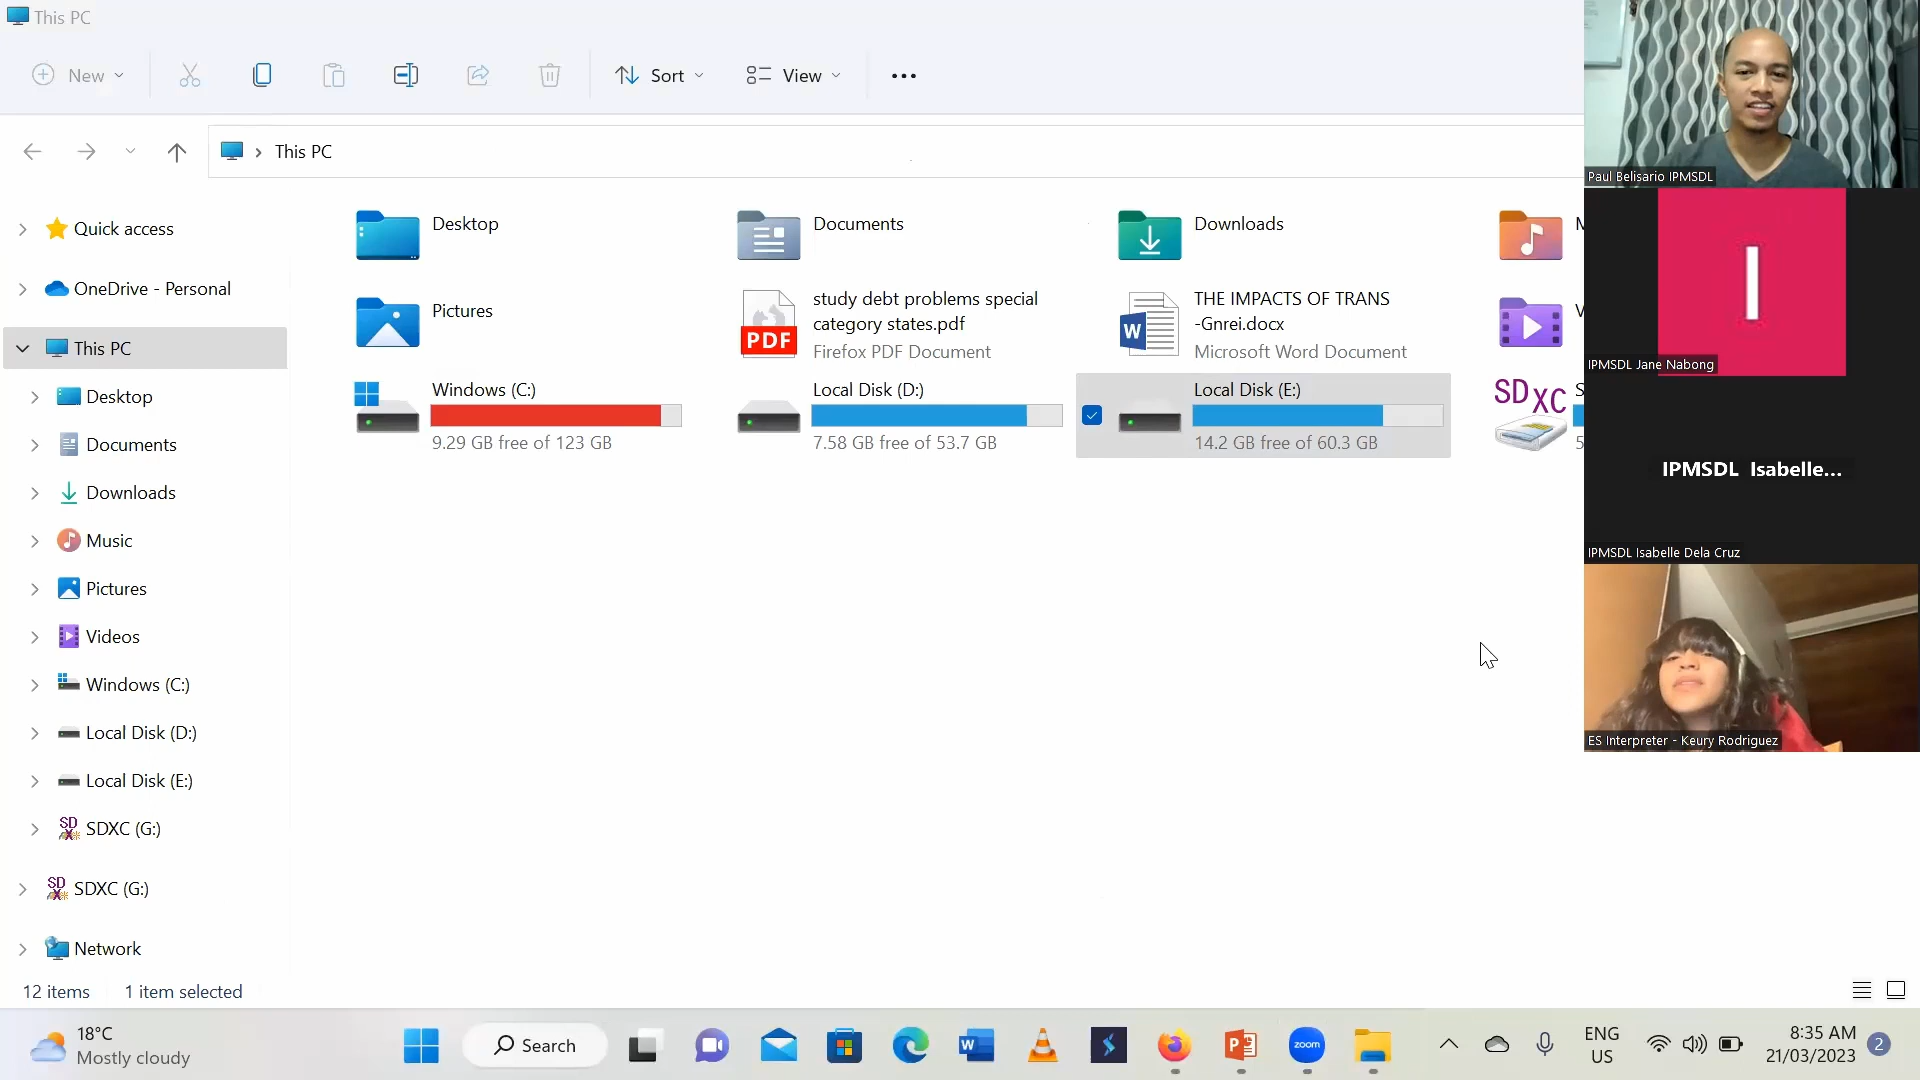 This PC
New
Sort
View
This PC
Quick access
OneDrive - Personal
This PC
Desktop
Documents
Downloads
Music
Pictures
Videos
Windows (C:)
Local Disk (D:)
Local Disk (E:)
SD
SDXC (G:)
SD
SDXC (G:)
Network
Desktop
Documents
Downloads
Pictures
PDF
study debt problems special
category states.pdf
Firefox PDF Document
W
THE IMPACTS OF TRANS
-Gnrei.docx
Microsoft Word Document
Windows (C:)
9.29 GB free of 123 GB
Local Disk (D:)
7.58 GB free of 53.7 GB
Local Disk (E:)
14.2 GB free of 60.3 GB
SD XC
Paul Belisario IPMSDL
I
IPMSDL Jane Nabong
IPMSDL Isabelle...
IPMSDL Isabelle Dela Cruz
ES Interpreter - Keury Rodriguez
12 items
1 item selected
18°C
Mostly cloudy
Search
W
P
zoom
ENG
US
8:35 AM
21/03/2023
2